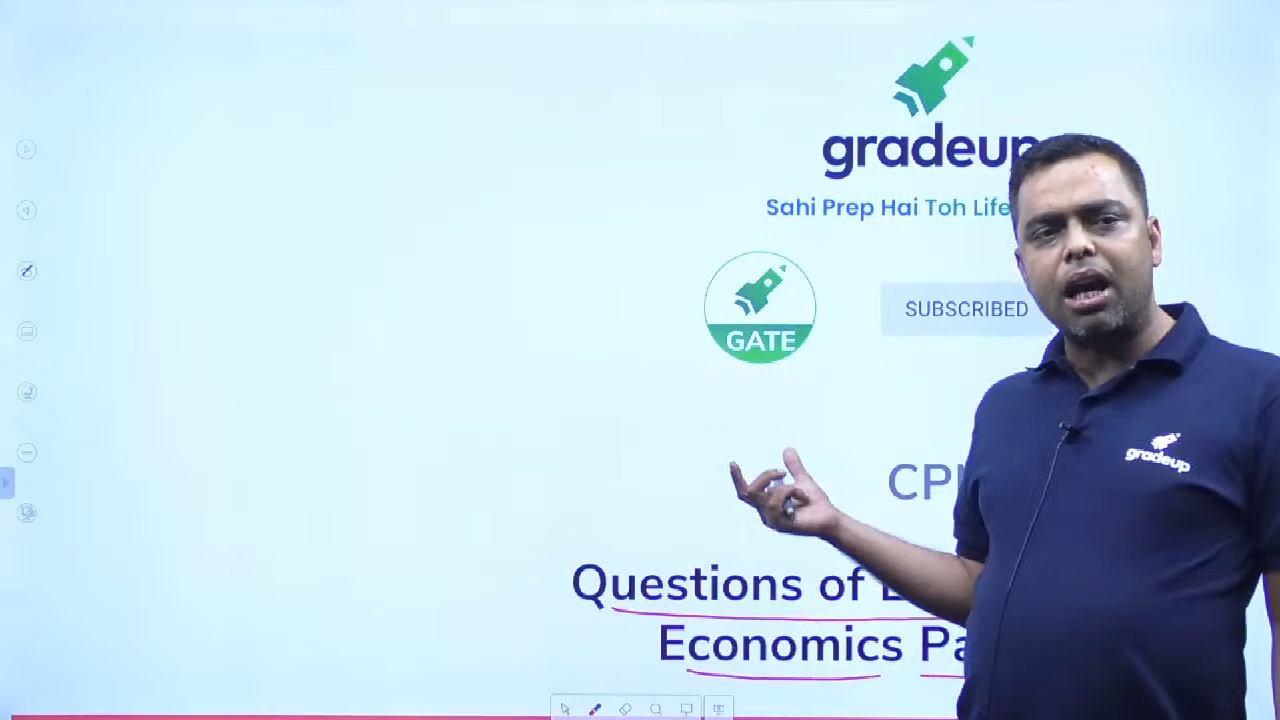 gradeup
Sahi Prep Hai Toh Life
GATE
SUBSCRIBED
gradeup
Questions of
Economics